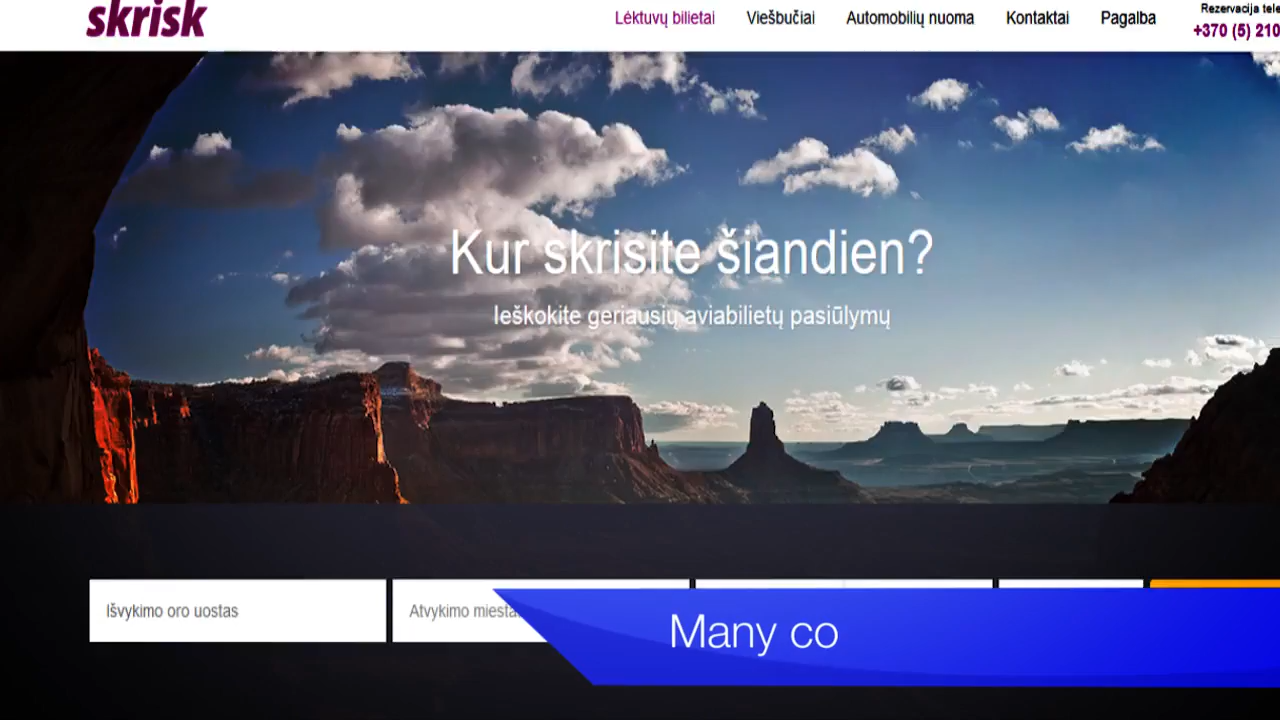 skrisk
Lėktuvų bilietai
Viešbučiai
Automobilių nuoma
Kontaktai
Pagalba
Rezervacija tele
+370 (5) 210
Kur skrisite šiandien?
Ieškokite geriausių aviabilietų pasiūlymų
Išvykimo oro uostas
Atvykimo miesta
Many co